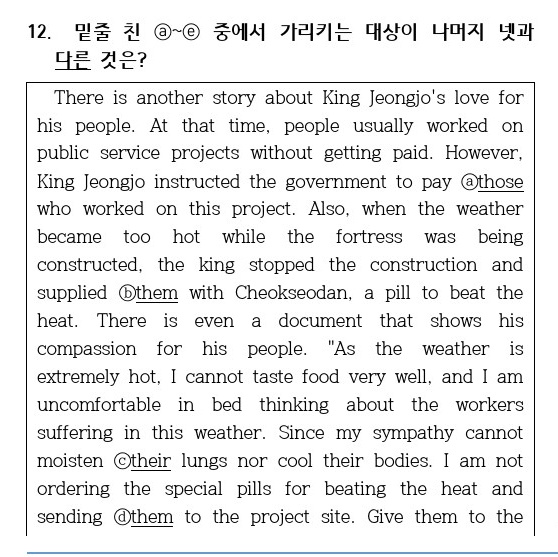 12. 밑줄 친 ⓐ~ⓔ 중에서 가리키는 대상이 나머지 넷과
다른 것은?
There is another story about King Jeongjo's love for
his people. At that time, people usually worked on
public service projects without getting paid. However,
King Jeongjo instructed the government to pay ⓐthose
who worked on this project. Also, when the weather
became too hot while the fortress was being
constructed, the king stopped the construction and
supplied ⓑthem with Cheokseodan, a pill to beat the
heat. There is even a document that shows his
compassion for his people. "As the weather is
extremely hot, I cannot taste food very well, and I am
uncomfortable in bed thinking about the workers
suffering in this weather. Since my sympathy cannot
moisten ⓒtheir lungs nor cool their bodies. I am not
ordering the special pills for beating the heat and
sending ⓓthem to the project site. Give them to the